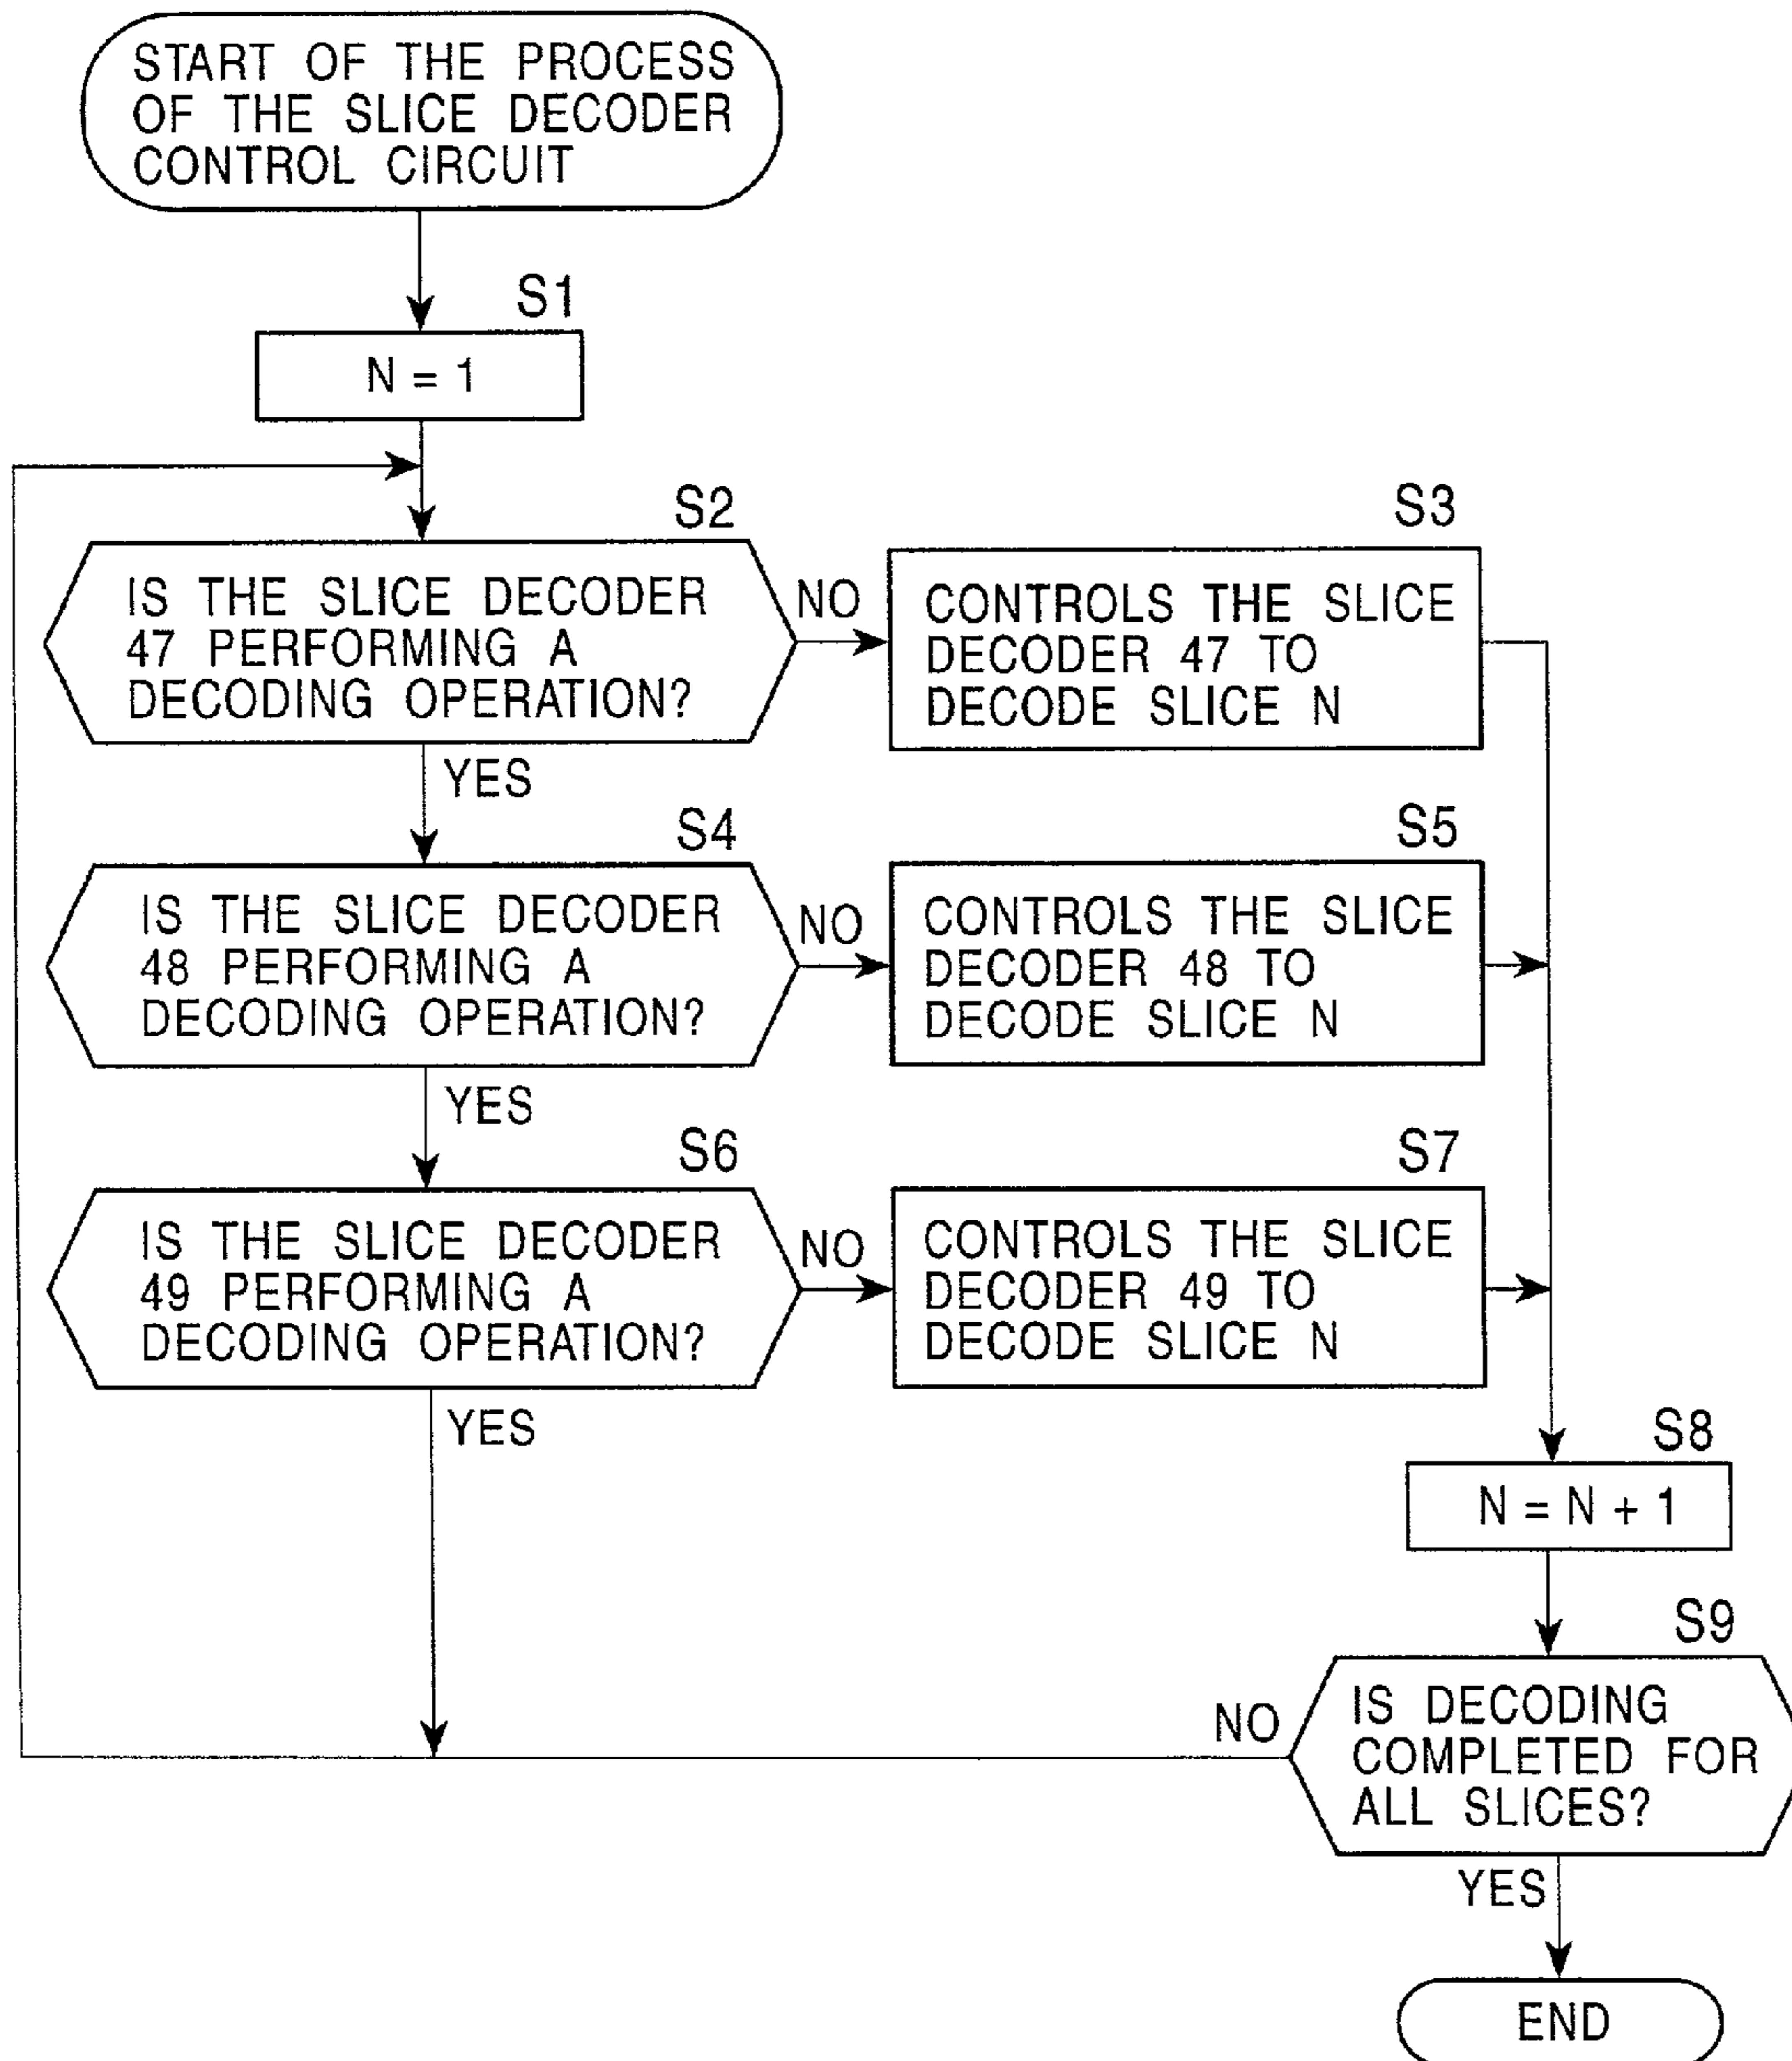 START OF THE PROCESS
OF THE SLICE DECODER
CONTROL CIRCUIT
S1
N = 1
S2
IS THE SLICE DECODER
47 PERFORMING A
DECODING OPERATION?
NO
YES
S3
CONTROLS THE SLICE
DECODER 47 TO
DECODE SLICE N
S4
IS THE SLICE DECODER
48 PERFORMING A
DECODING OPERATION?
NO
YES
S5
CONTROLS THE SLICE
DECODER 48 TO
DECODE SLICE N
S6
IS THE SLICE DECODER
49 PERFORMING A
DECODING OPERATION?
NO
YES
S7
CONTROLS THE SLICE
DECODER 49 TO
DECODE SLICE N
S8
N = N + 1
S9
IS DECODING
COMPLETED FOR
ALL SLICES?
NO
YES
END